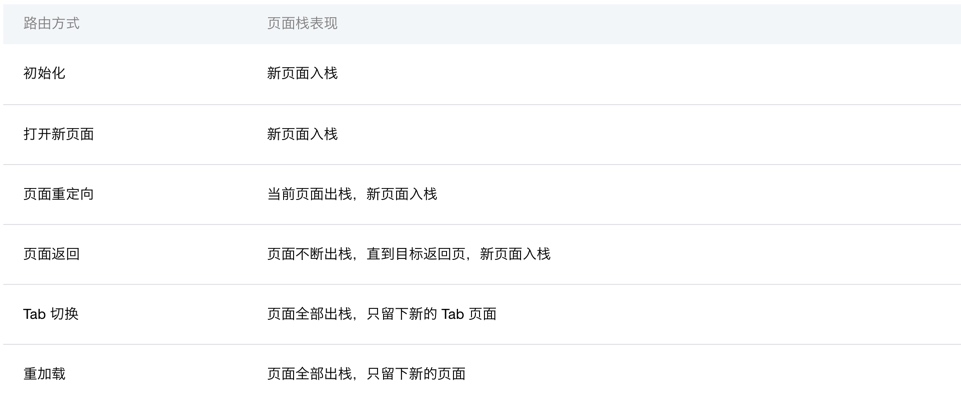 路由方式 页面栈表现
初始化 新页面入栈
打开新页面 新页面入栈
页面重定向 当前页面出栈，新页面入栈
页面返回 页面不断出栈，直到目标返回页，新页面入栈
Tab 切换 页面全部出栈，只留下新的 Tab 页面
重加载 页面全部出栈，只留下新的页面